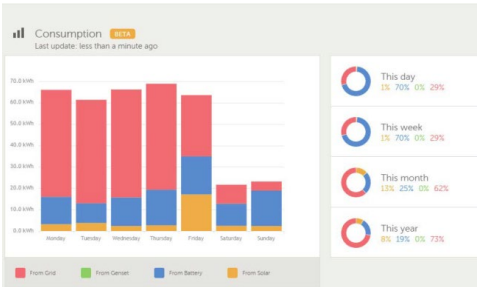 Consumption BETA
Last update: less than a minute ago
70.0 kWh
60.0 kWh
50.0 kWh
40.0 kWh
30.0 kWh
20.0 kWh
10.0 kWh
0.0 kWh
Monday Tuesday Wednesday Thursday Friday Saturday Sunday
From Grid From Genset From Battery From Solar
This day
1% 70% 0% 29%
This week
1% 70% 0% 29%
This month
13% 25% 0% 62%
This year
8% 19% 0% 73%